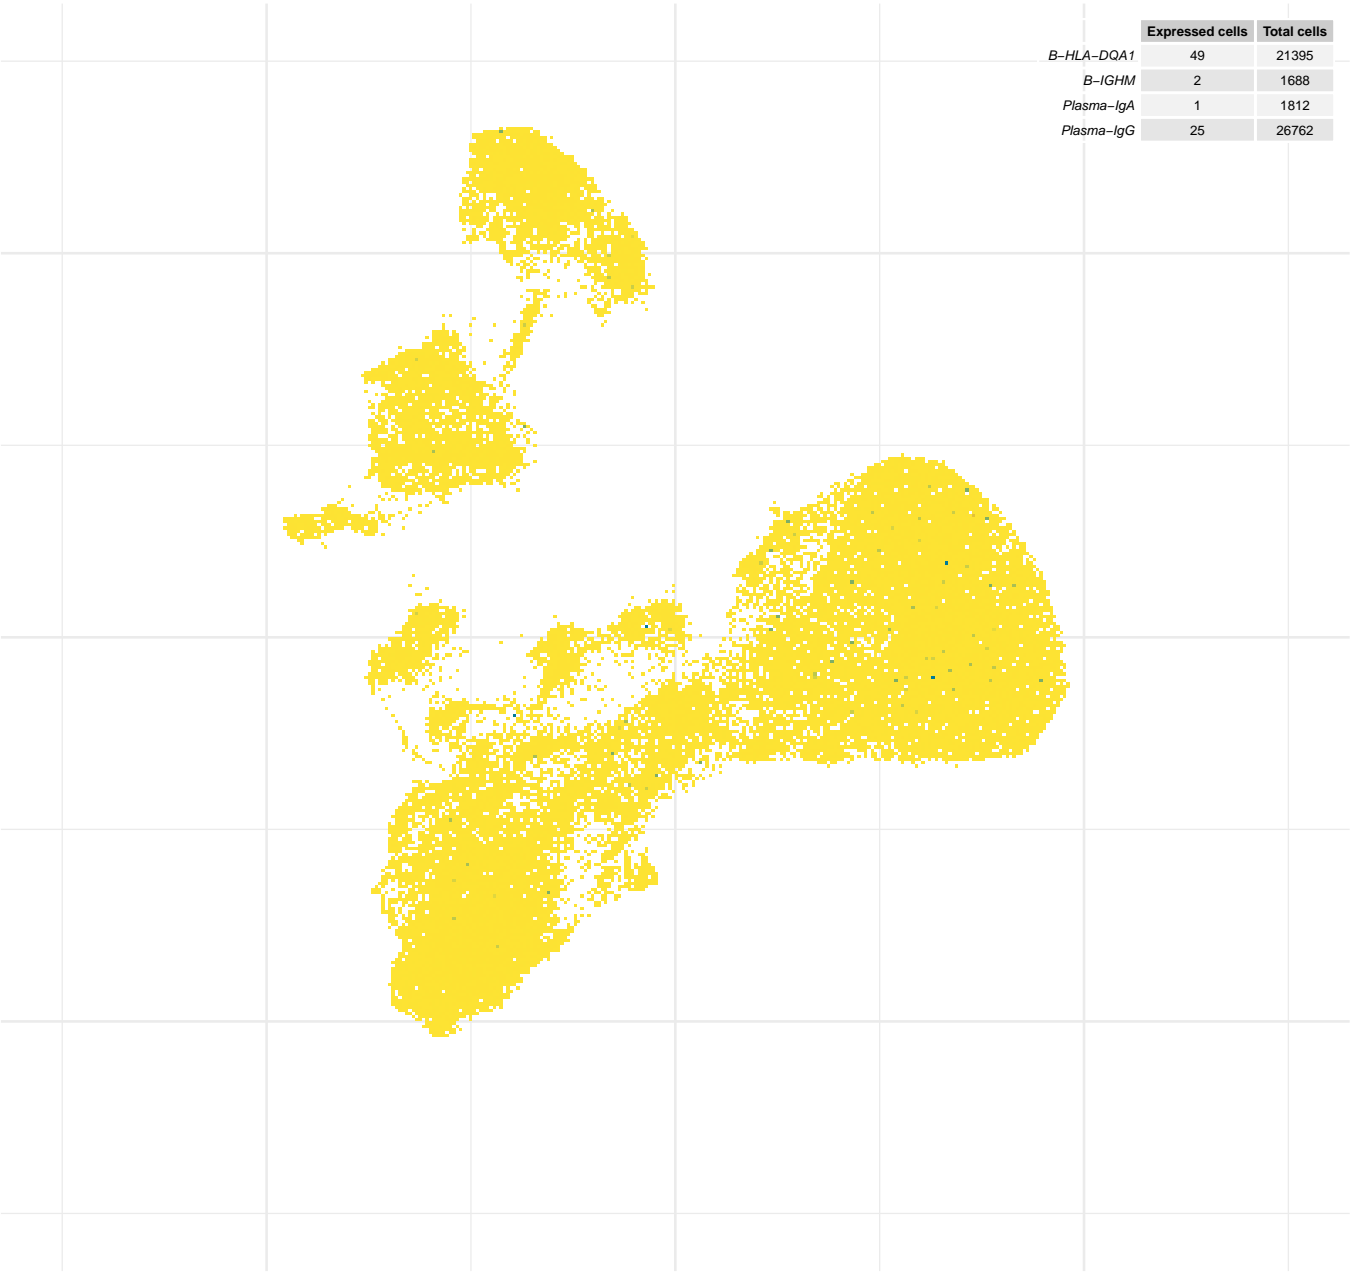 Expressed cells Total cells
B−HLA−DQA1 49 21395
B−IGHM 2 1688
Plasma−IgA 1 1812
Plasma−IgG 25 26762